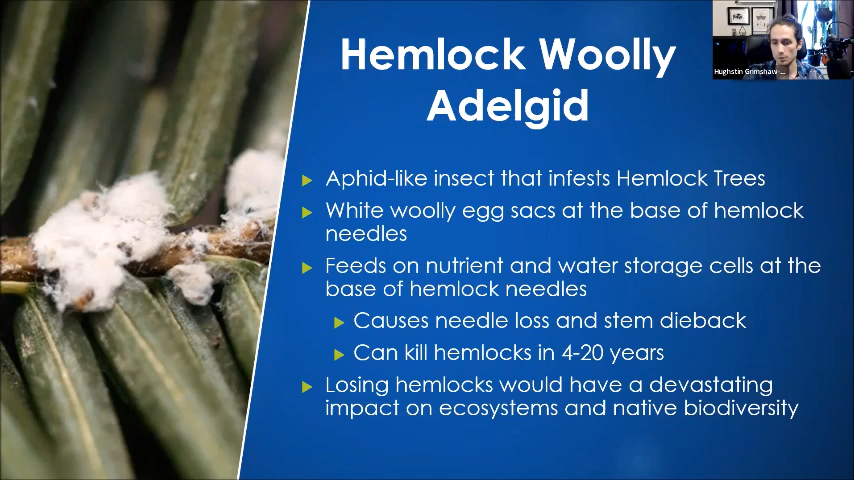 Hemlock Woolly
Adelgid
Hughstin Grimshaw-...
Aphid-like insect that infests Hemlock Trees
White woolly egg sacs at the base of hemlock
needles
Feeds on nutrient and water storage cells at the
base of hemlock needles
Causes needle loss and stem dieback
Can kill hemlocks in 4-20 years
Losing hemlocks would have a devastating
impact on ecosystems and native biodiversity